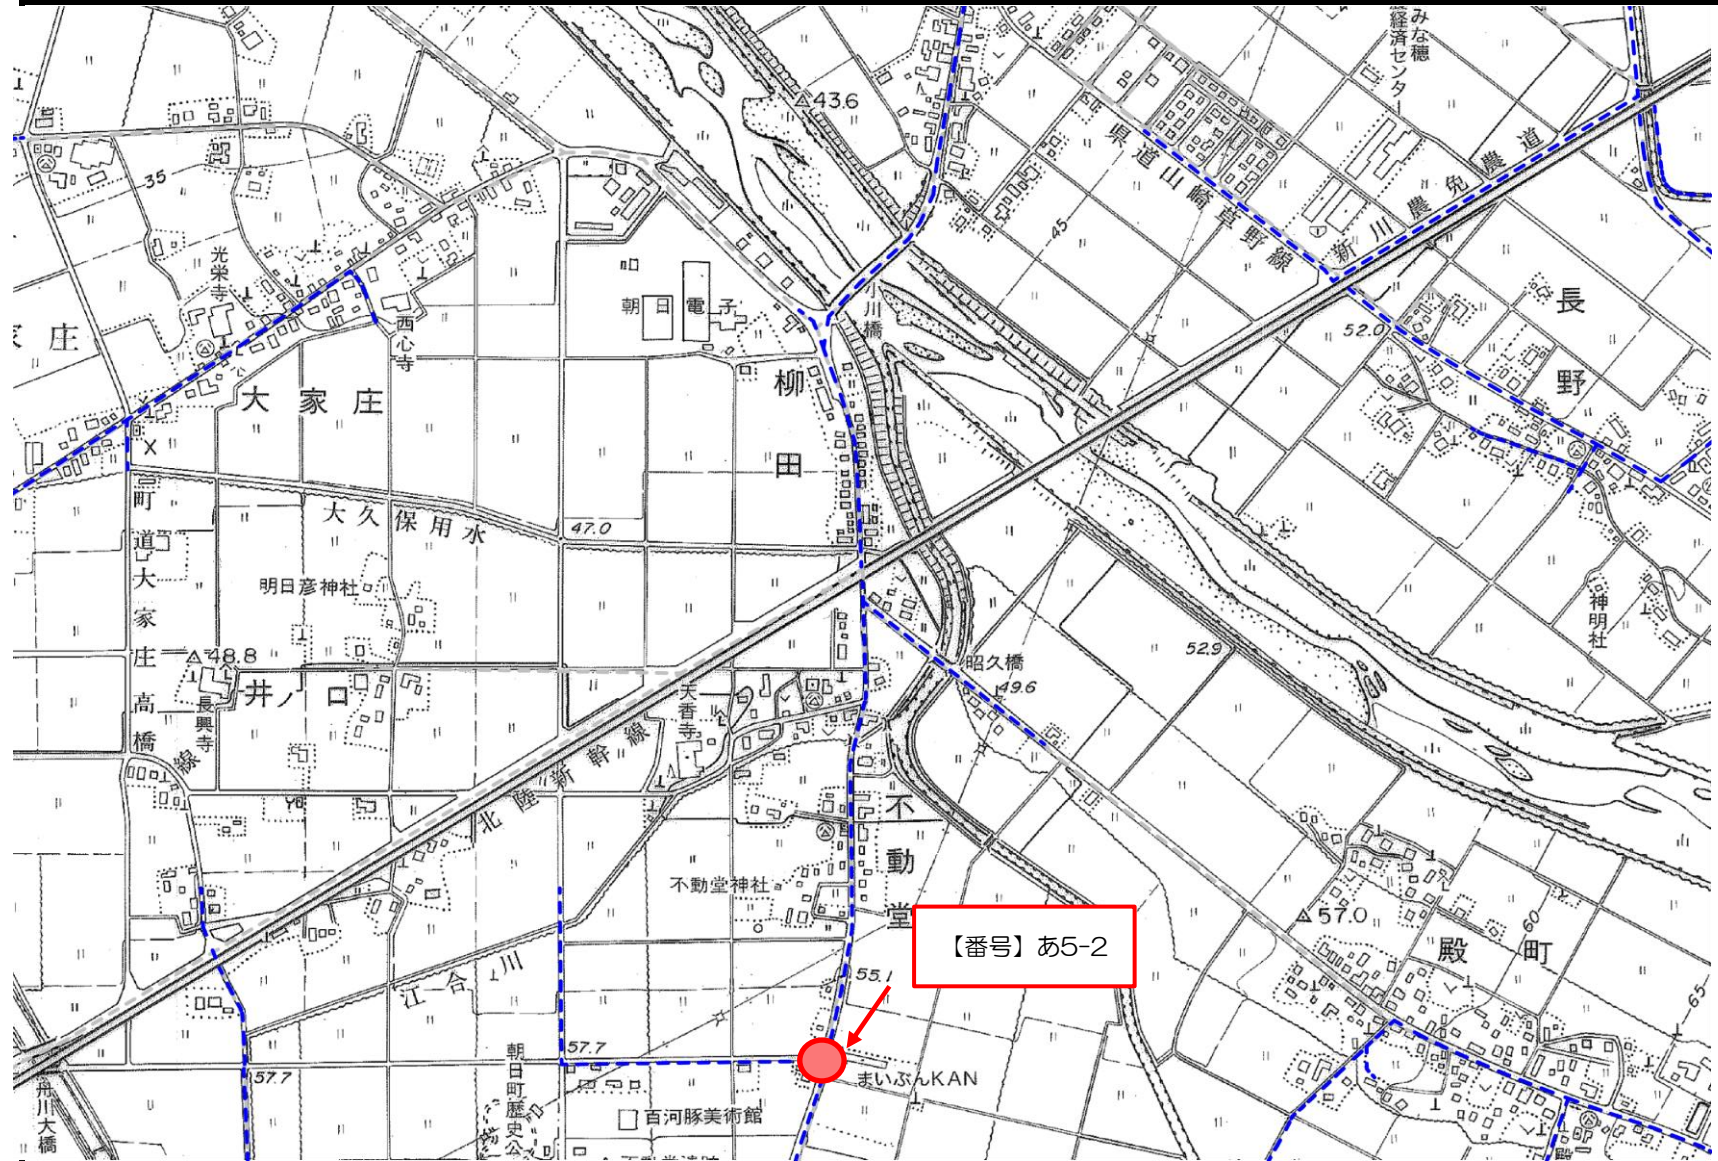 みな穂
農経済センター
△43.6
県道山崎草野線
新川農免農道
35
光栄寺
西心寺
朝日電子
小川橋
45
長野
52.0
家庄
大家庄
柳田
大久保用水
47.0
町道大家庄高橋線
明日彦神社
△48.8
井ノ口
長興寺
天香寺
昭久橋
49.6
52.9
神明社
北陸新幹線
不動堂
不動堂神社
【番号】あ5-2
△57.0
殿町
60
65
55.1
江合川
57.7
57.7
朝日町歴史公
まいぶんKAN
百河豚美術館
舟川大橋
殿